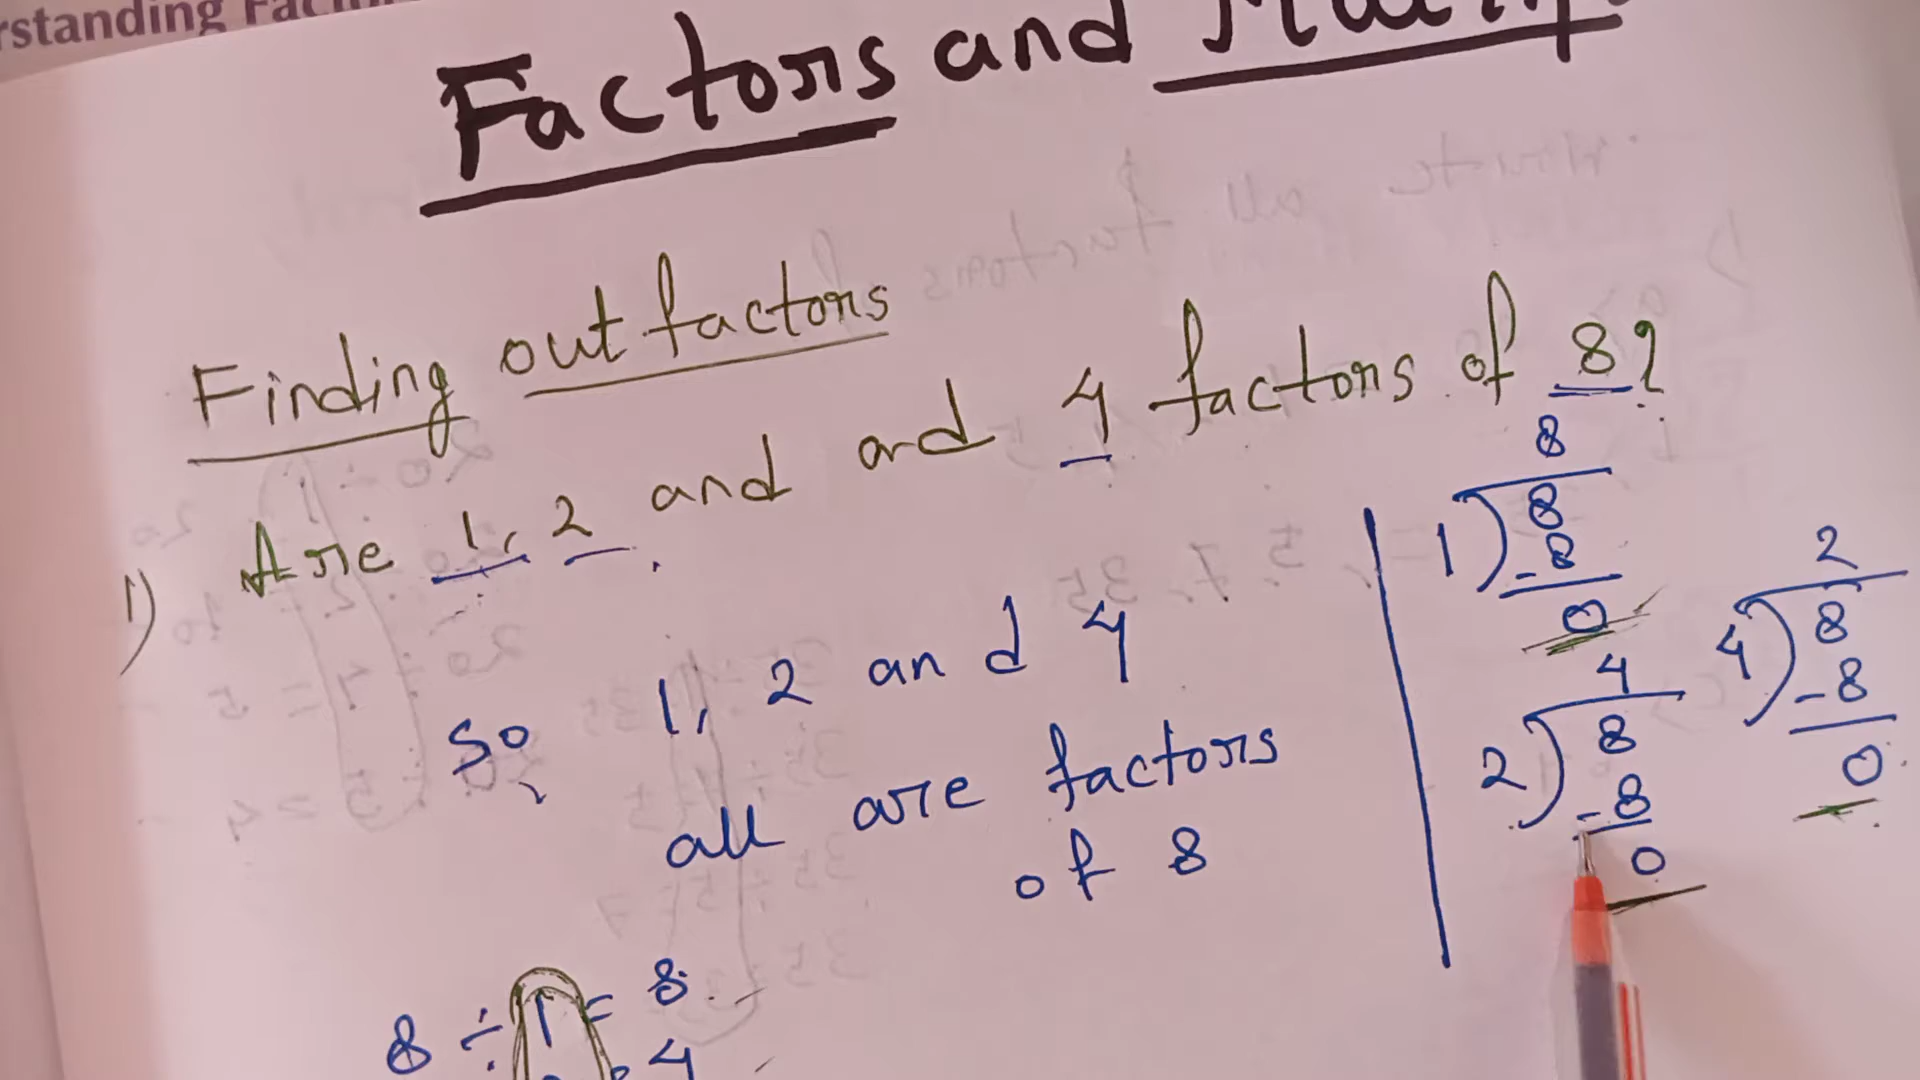 Factors and
Finding out factors
1) Are 1, 2 and and 4 factors of 8?
So, 1, 2 and 4
all are factors
of 8
8
1) 8
- 8
0
4
2) 8
- 8
0
2
4) 8
- 8
0
8 ÷ 1 = 8
4